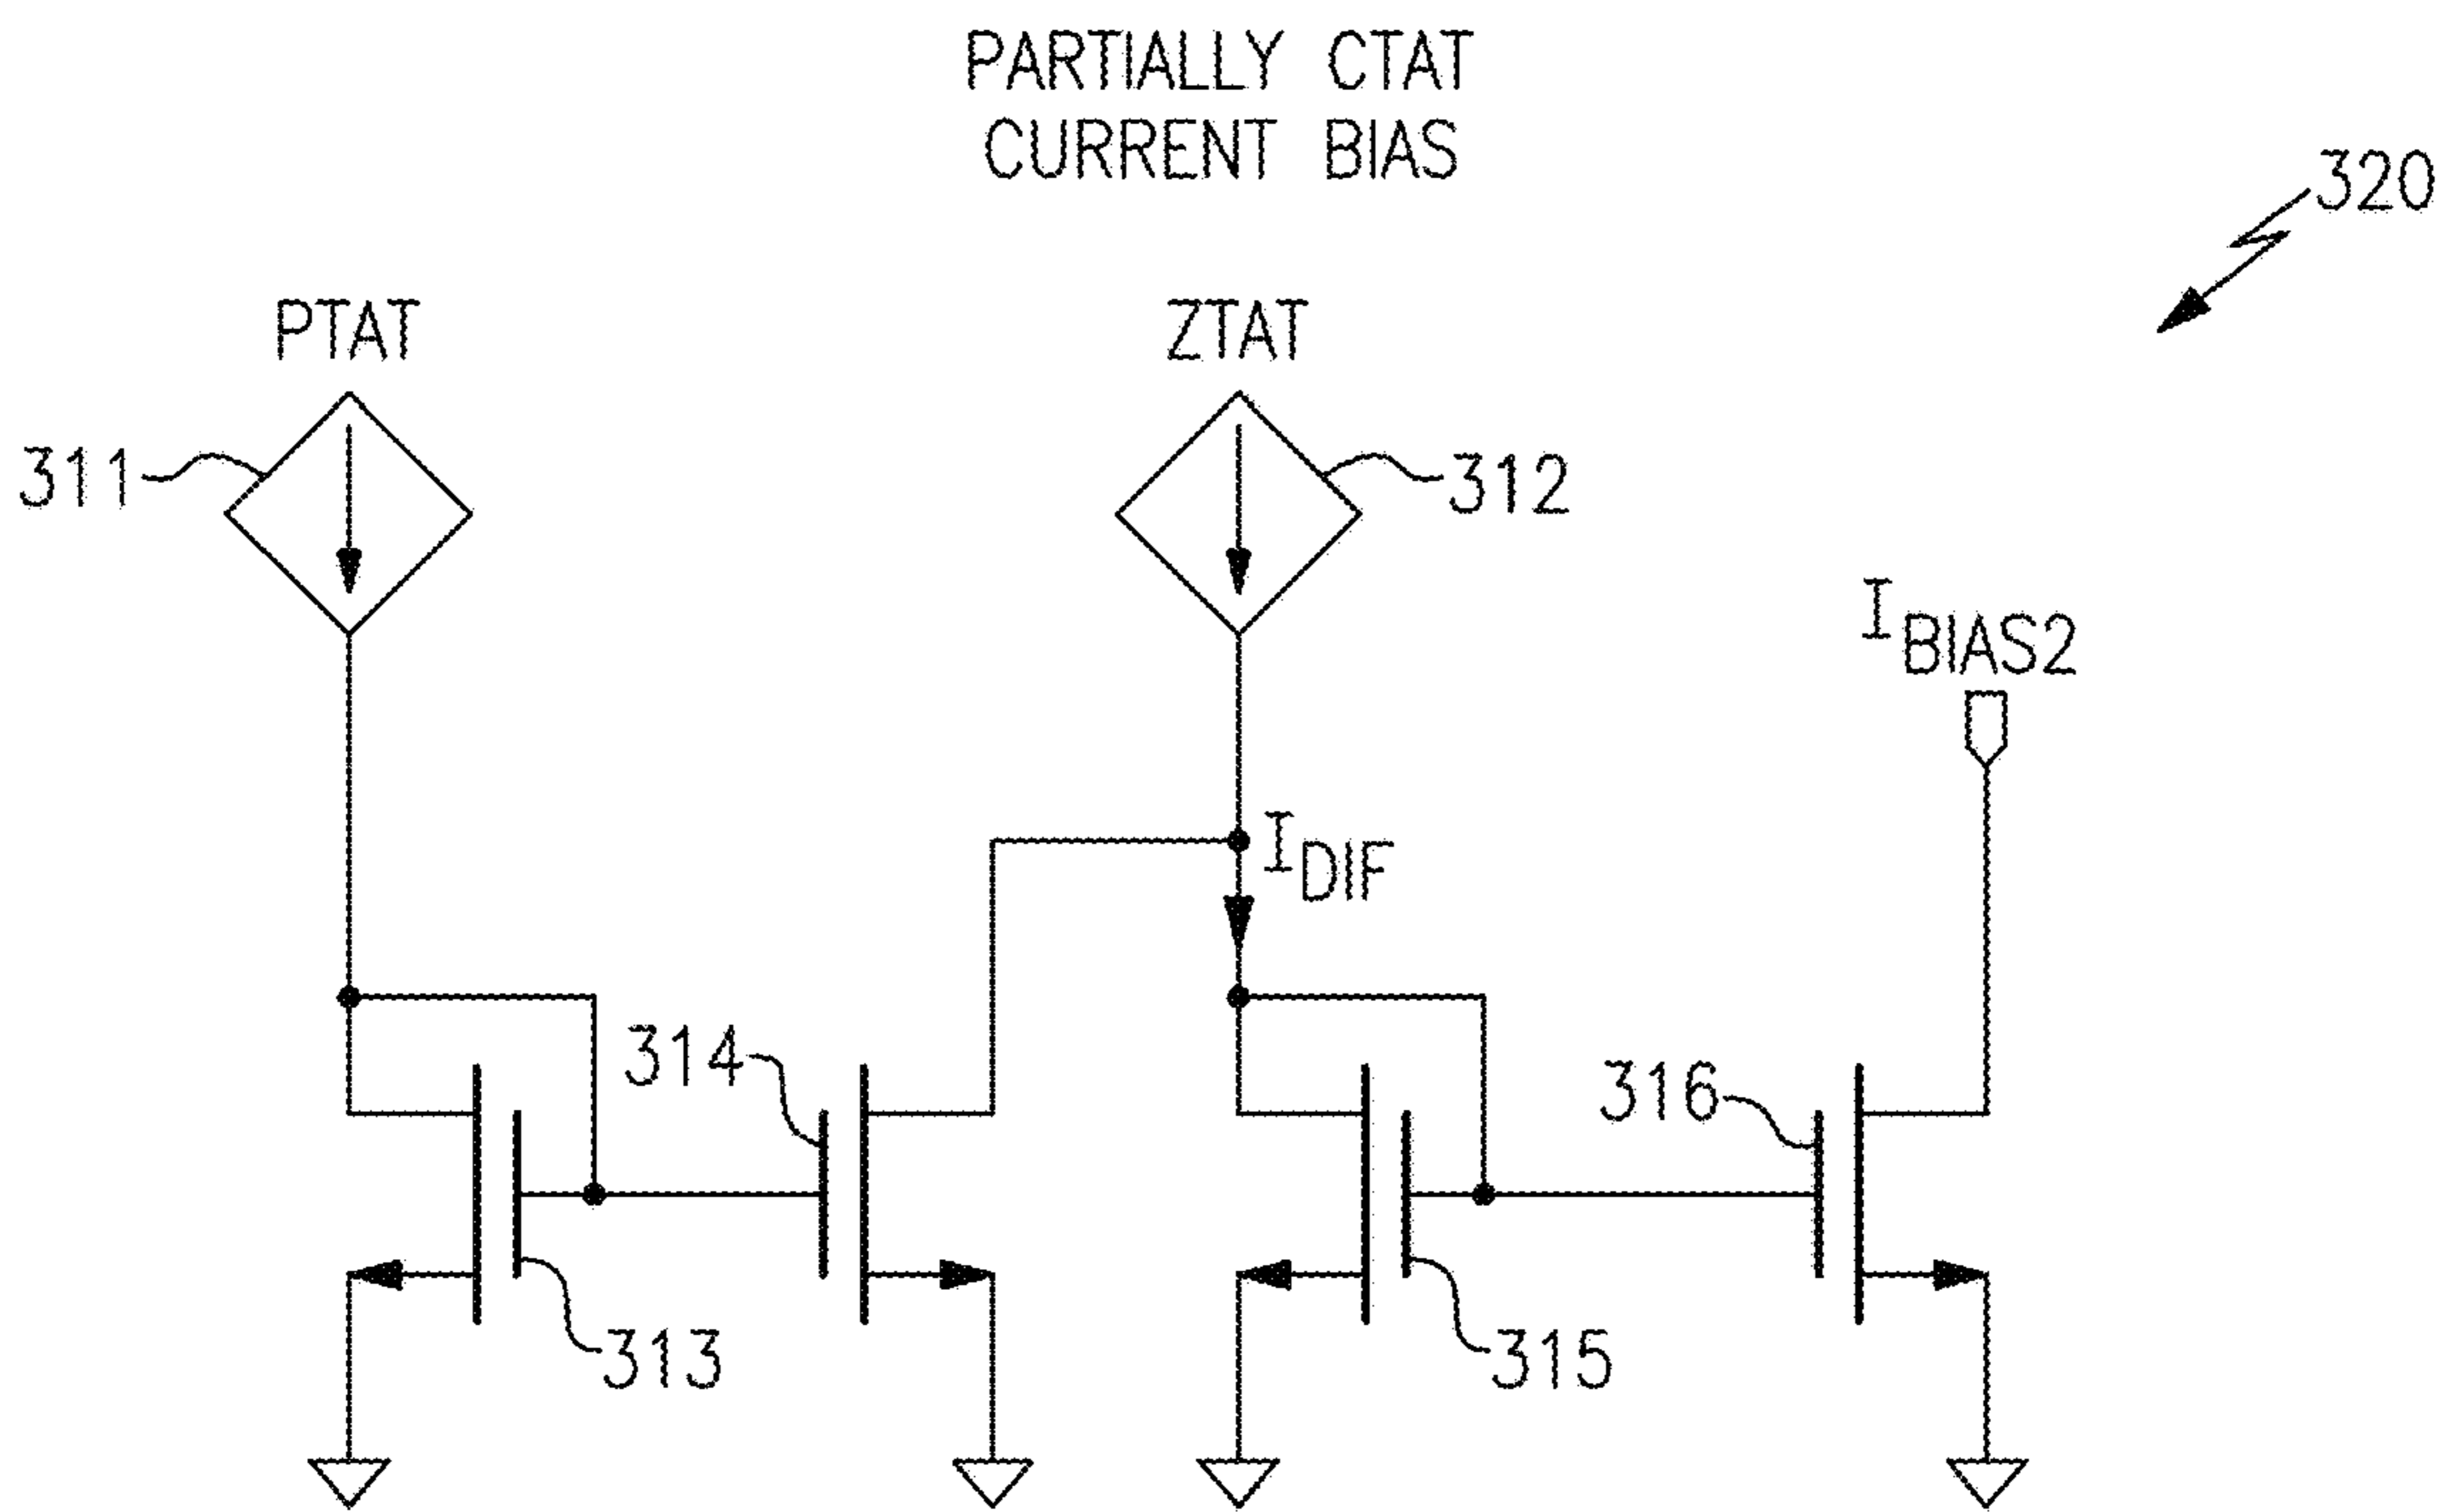 PARTIALLY CTAT
CURRENT BIAS
320
PTAT
ZTAT
311
312
IBIAS2
IDIF
314
316
313
315